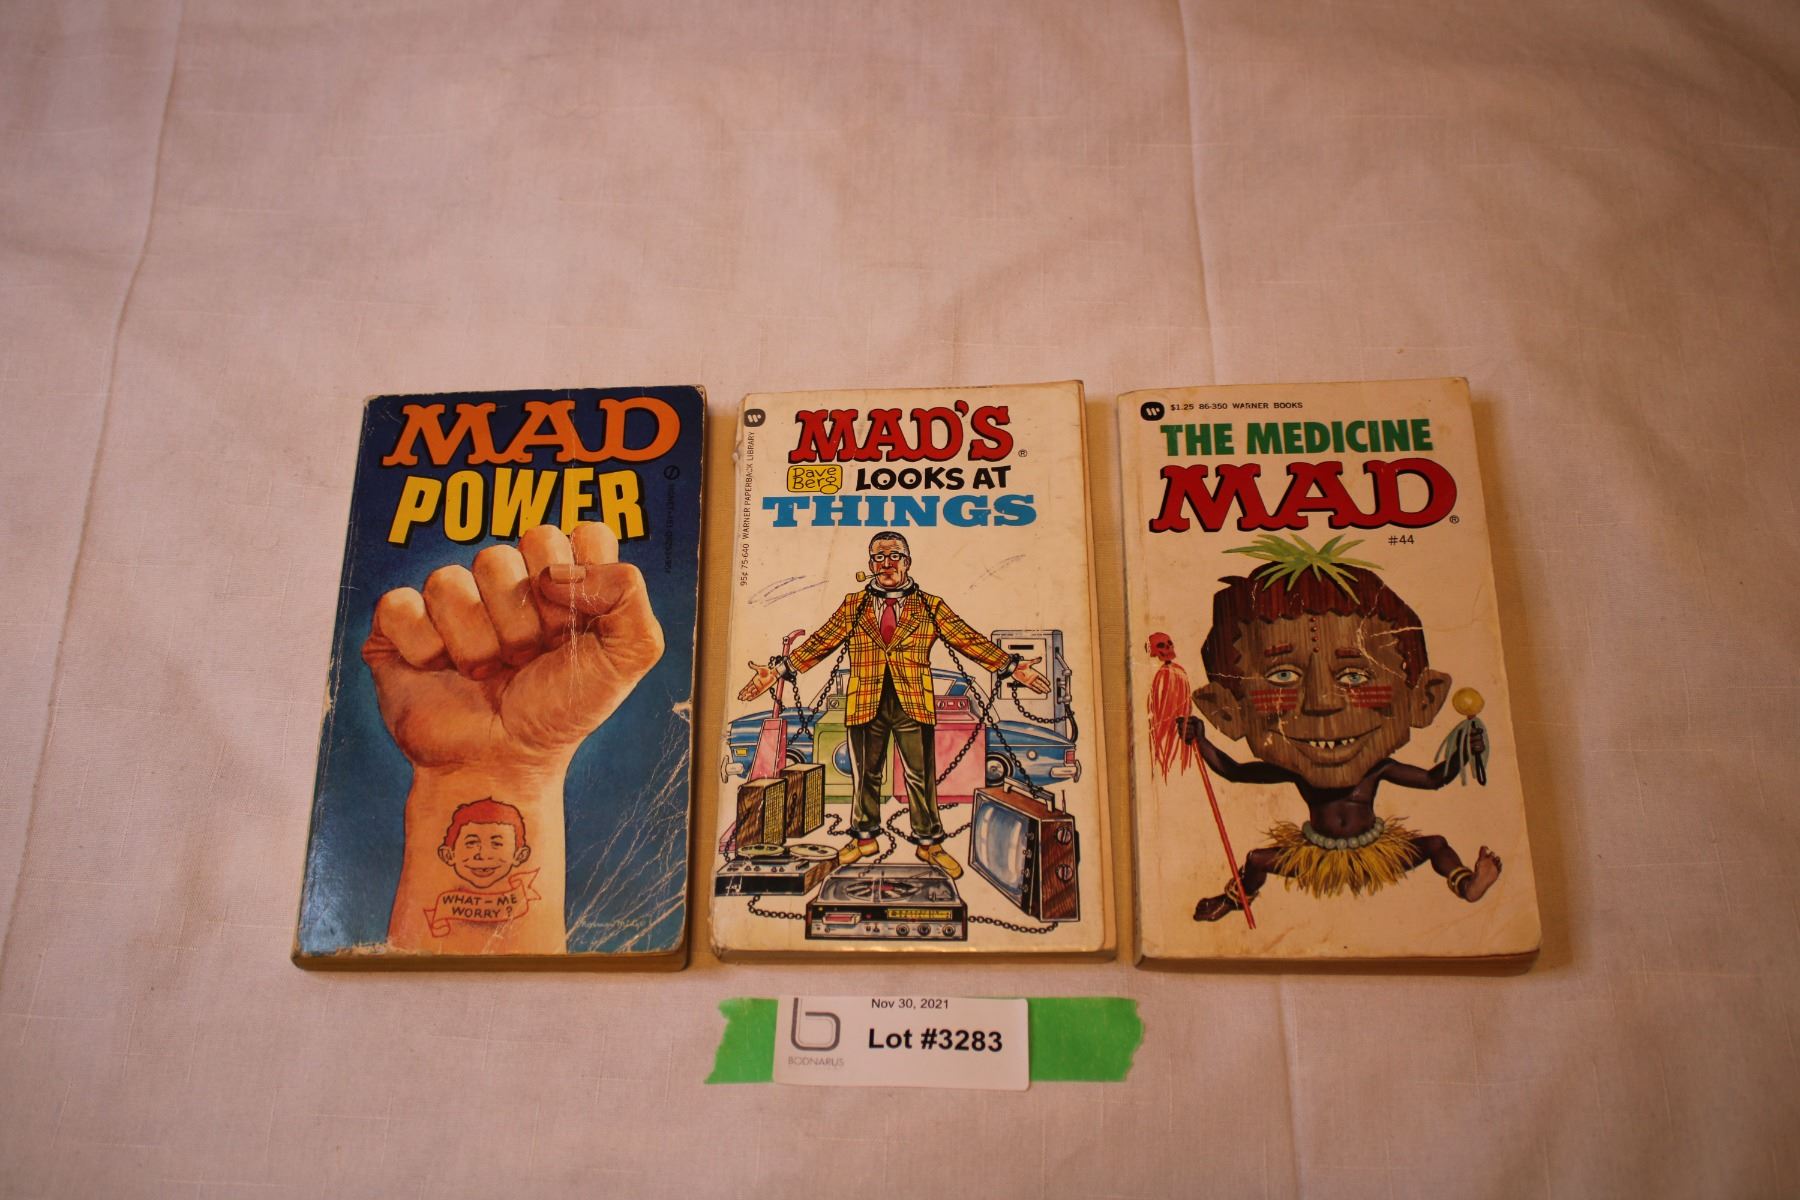 MAD
POWER
WHAT—ME
WORRY?
95¢ 75-640 WARNER PAPERBACK LIBRARY
MAD'S ®
Dave
Berg
LOOKS AT
THINGS
$1.25 86-350 WARNER BOOKS
THE MEDICINE
MAD ®
#44
Nov 30, 2021
Lot #3283
BODNARUS